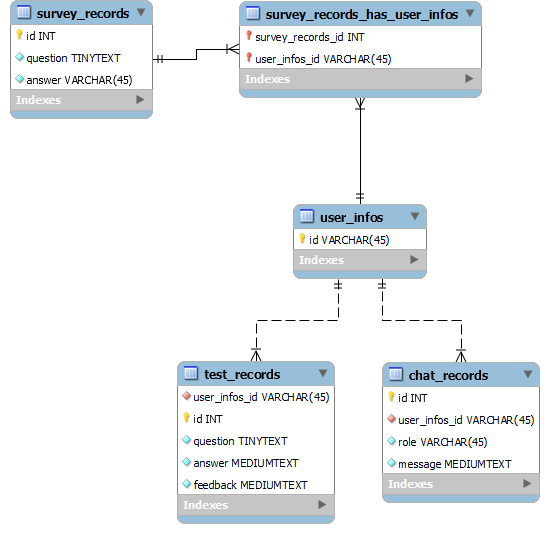 survey_records
id INT
question TINYTEXT
answer VARCHAR(45)
Indexes
survey_records_has_user_infos
survey_records_id INT
user_infos_id VARCHAR(45)
Indexes
user_infos
id VARCHAR(45)
Indexes
test_records
user_infos_id VARCHAR(45)
id INT
question TINYTEXT
answer MEDIUMTEXT
feedback MEDIUMTEXT
Indexes
chat_records
id INT
user_infos_id VARCHAR(45)
role VARCHAR(45)
message MEDIUMTEXT
Indexes